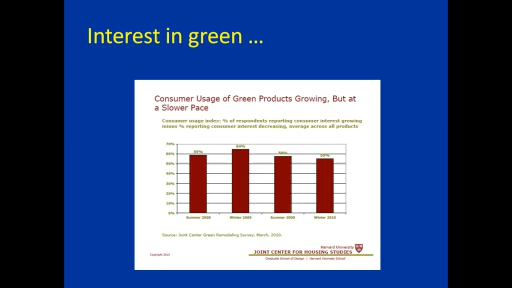 Interest in green ...
Consumer Usage of Green Products Growing, But at
a Slower Pace
Consumer usage index: % of respondents reporting consumer interest growing
minus % reporting consumer interest decreasing, average across all products
70%
60%
50%
40%
30%
20%
10%
0%
Summer 2008
Winter 2009
Summer 2009
Winter 2010
Source: Joint Center Green Remodeling Survey, March, 2010.
Harvard University
JOINT CENTER FOR HOUSING STUDIES
Graduate School of Design
Harvard Kennedy School
Copyright 2010